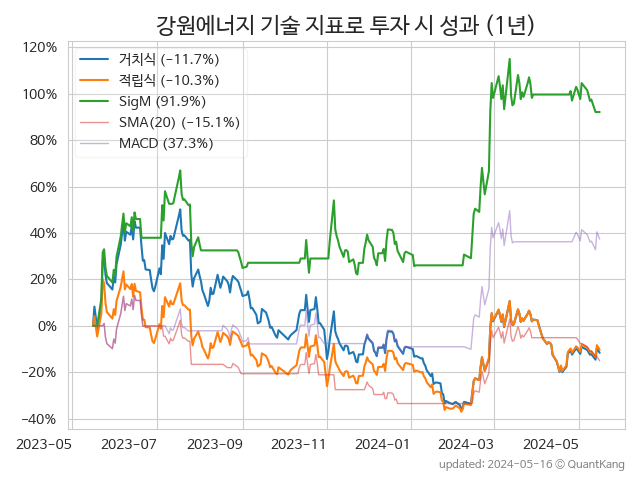 강원에너지 기술 지표로 투자 시 성과 (1년)
거치식 (-11.7%)
적립식 (-10.3%)
SigM (91.9%)
SMA(20) (-15.1%)
MACD (37.3%)
120%
100%
80%
60%
40%
20%
0%
-20%
-40%
2023-05 2023-07 2023-09 2023-11 2024-01 2024-03 2024-05
updated: 2024-05-16 © QuantKang